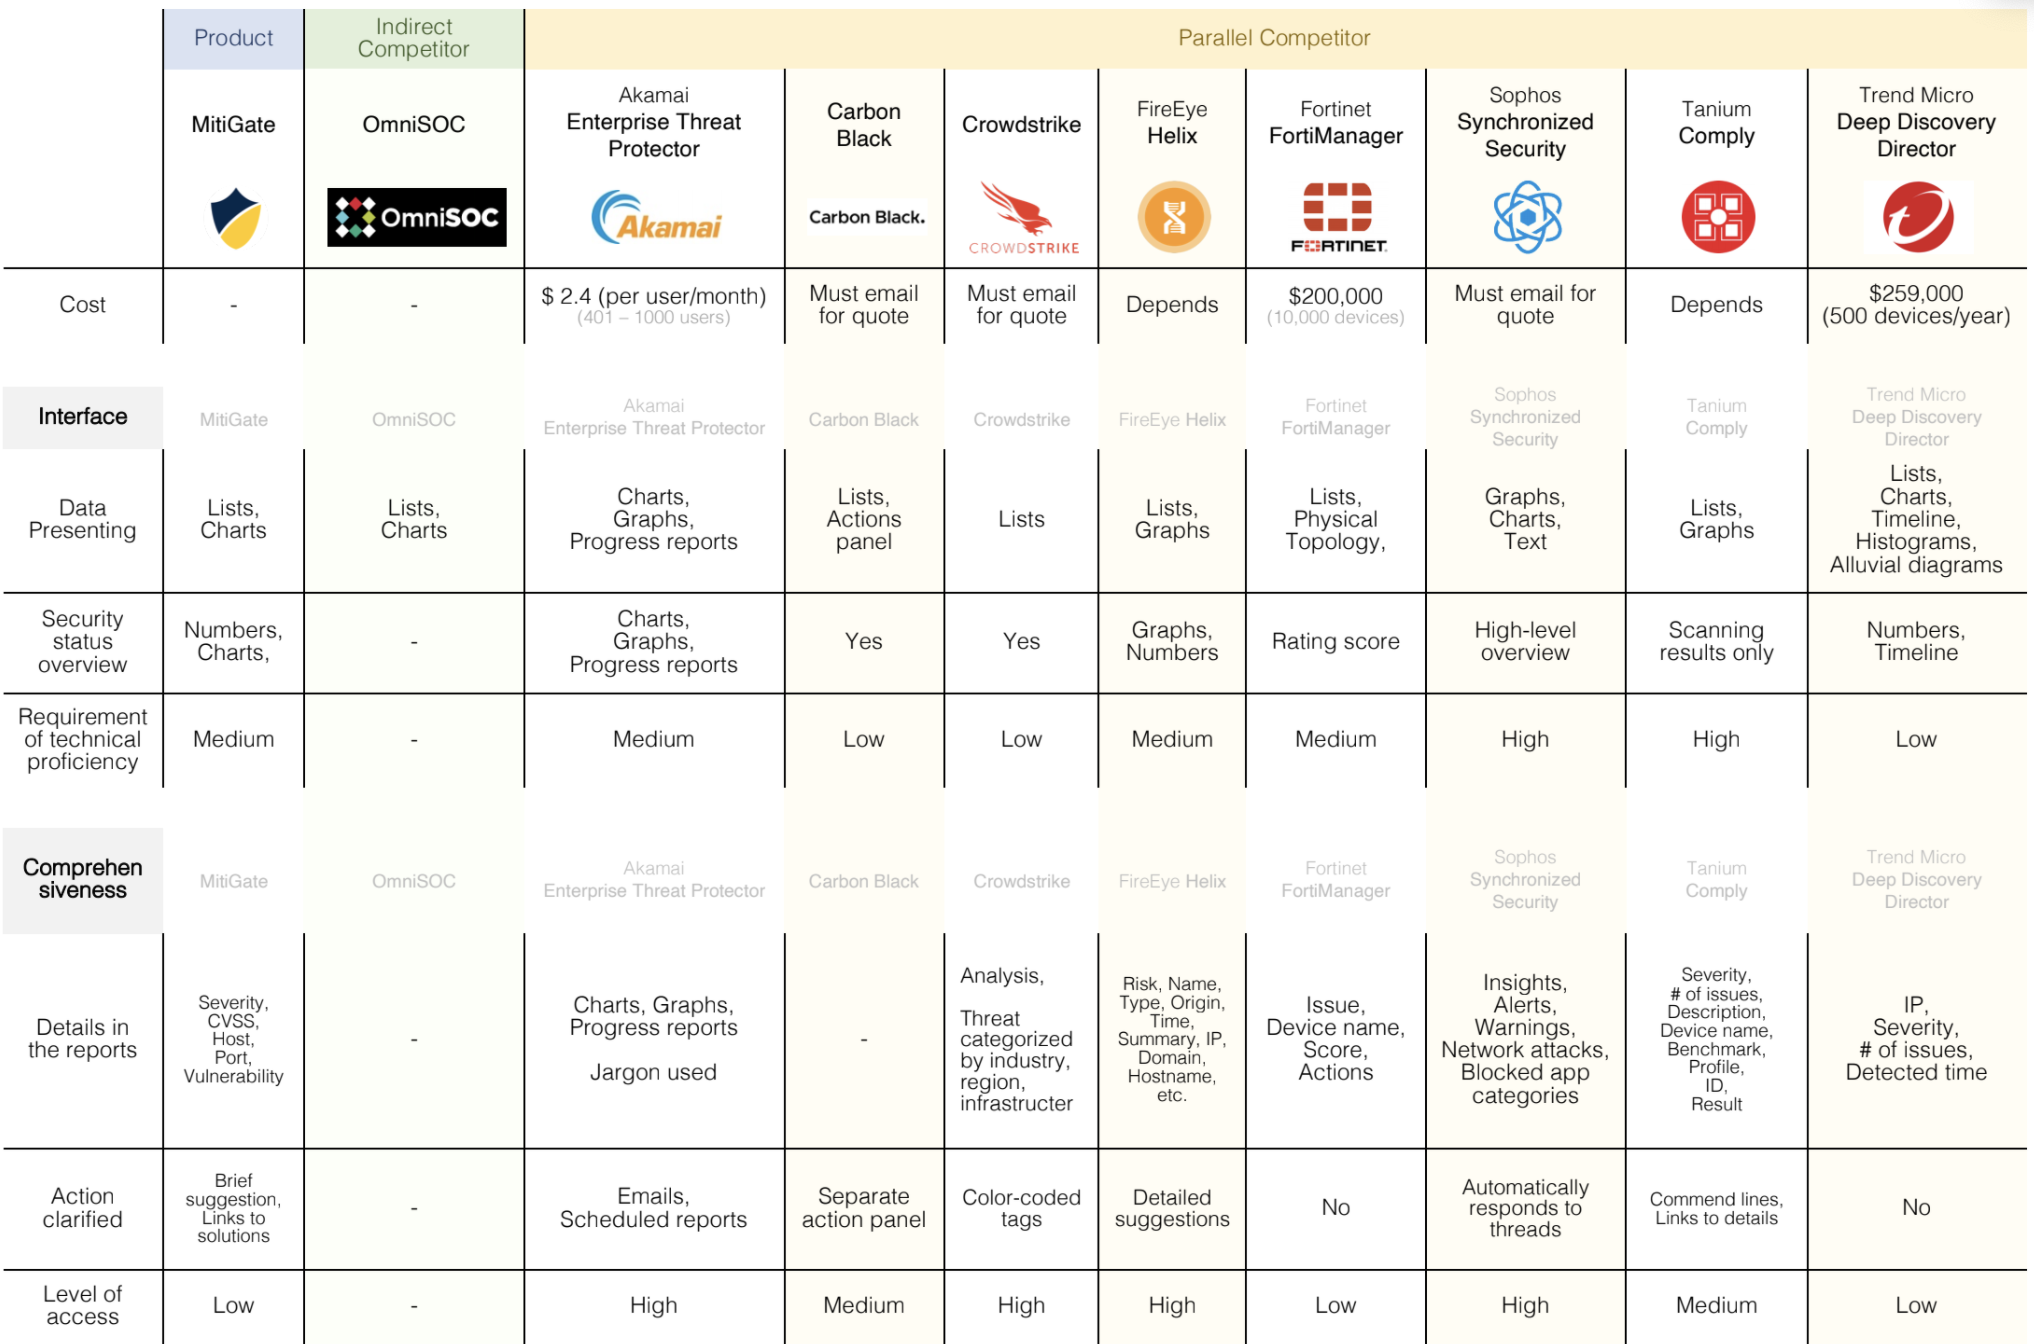 Product
Indirect
Competitor
Parallel Competitor
MitiGate
OmniSOC
Akamai
Enterprise Threat
Protector
Carbon
Black
Crowdstrike
FireEye
Helix
Fortinet
FortiManager
Sophos
Synchronized
Security
Tanium
Comply
Trend Micro
Deep Discovery
Director
OmniSOC
Akamai
Carbon Black.
CROWDSTRIKE
FORTINET
Cost
-
-
$ 2.4 (per user/month)
(401 – 1000 users)
Must email
for quote
Must email
for quote
Depends
$200,000
(10,000 devices)
Must email for
quote
Depends
$259,000
(500 devices/year)
Interface
MitiGate
OmniSOC
Akamai
Enterprise Threat Protector
Carbon Black
Crowdstrike
FireEye Helix
Fortinet
FortiManager
Sophos
Synchronized
Security
Tanium
Comply
Trend Micro
Deep Discovery
Director
Data
Presenting
Lists,
Charts
Lists,
Charts
Charts,
Graphs,
Progress reports
Lists,
Actions
panel
Lists
Lists,
Graphs
Lists,
Physical
Topology,
Graphs,
Charts,
Text
Lists,
Graphs
Lists,
Charts,
Timeline,
Histograms,
Alluvial diagrams
Security
status
overview
Numbers,
Charts,
-
Charts,
Graphs,
Progress reports
Yes
Yes
Graphs,
Numbers
Rating score
High-level
overview
Scanning
results only
Numbers,
Timeline
Requirement
of technical
proficiency
Medium
-
Medium
Low
Low
Medium
Medium
High
High
Low
Comprehen
siveness
MitiGate
OmniSOC
Akamai
Enterprise Threat Protector
Carbon Black
Crowdstrike
FireEye Helix
Fortinet
FortiManager
Sophos
Synchronized
Security
Tanium
Comply
Trend Micro
Deep Discovery
Director
Details in
the reports
Severity,
CVSS,
Host,
Port,
Vulnerability
-
Charts, Graphs,
Progress reports
Jargon used
-
Analysis,
Threat
categorized
by industry,
region,
infrastructer
Risk, Name,
Type, Origin,
Time,
Summary, IP,
Domain,
Hostname,
etc.
Issue,
Device name,
Score,
Actions
Insights,
Alerts,
Warnings,
Network attacks,
Blocked app
categories
Severity,
# of issues,
Description,
Device name,
Benchmark,
Profile,
ID,
Result
IP,
Severity,
# of issues,
Detected time
Action
clarified
Brief
suggestion,
Links to
solutions
-
Emails,
Scheduled reports
Separate
action panel
Color-coded
tags
Detailed
suggestions
No
Automatically
responds to
threads
Commend lines,
Links to details
No
Level of
access
Low
-
High
Medium
High
High
Low
High
Medium
Low